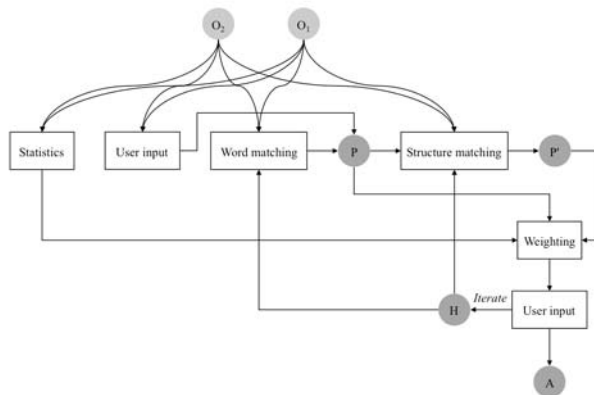 O₂
O₁
Statistics
User input
Word matching
P
Structure matching
P'
Weighting
H
Iterate
User input
A